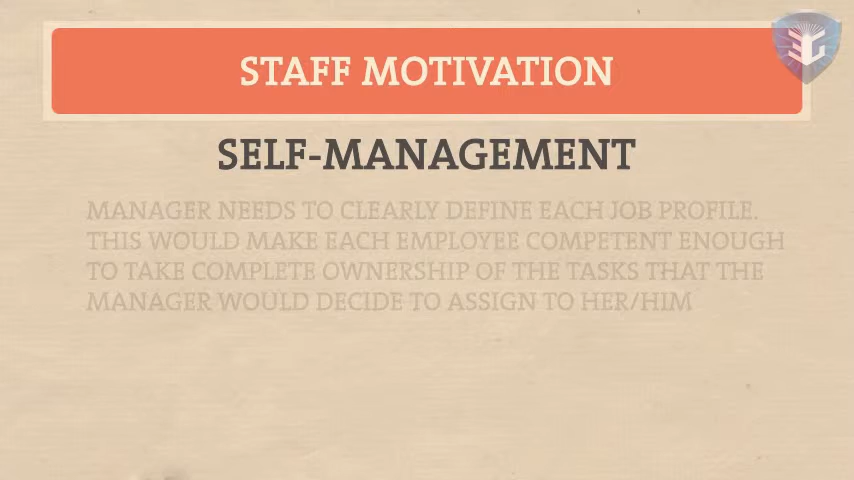 STAFF MOTIVATION
SELF-MANAGEMENT
MANAGER NEEDS TO CLEARLY DEFINE EACH JOB PROFILE.
THIS WOULD MAKE EACH EMPLOYEE COMPETENT ENOUGH
TO TAKE COMPLETE OWNERSHIP OF THE TASKS THAT THE
MANAGER WOULD DECIDE TO ASSIGN TO HER/HIM